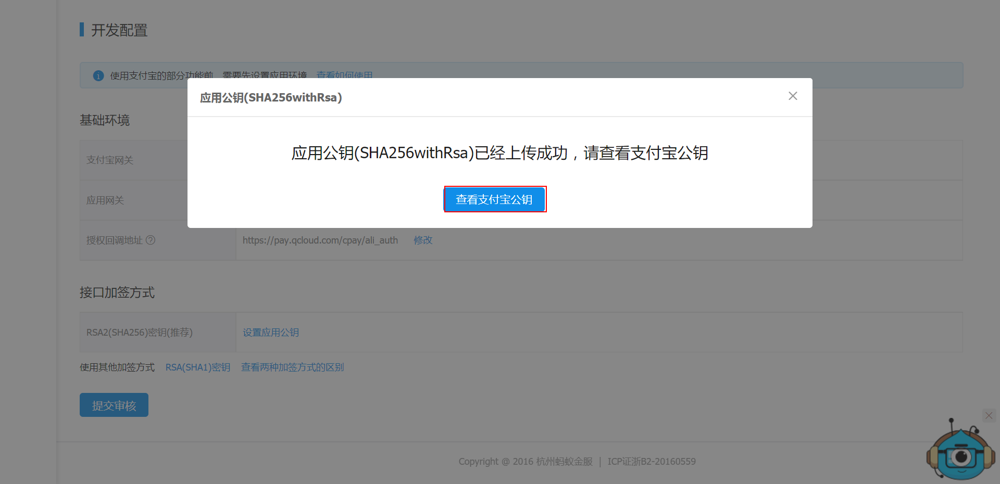 开发配置
使用支付宝的部分功能前，需要先设置应用环境 查看如何使用
应用公钥(SHA256withRsa)
应用公钥(SHA256withRsa)已经上传成功，请查看支付宝公钥
查看支付宝公钥
基础环境
支付宝网关
应用网关
授权回调地址 https://pay.qcloud.com/cpay/ali_auth 修改
接口加签方式
RSA2(SHA256)密钥(推荐) 设置应用公钥
使用其他加签方式 RSA(SHA1)密钥 查看两种加签方式的区别
提交审核
Copyright @ 2016 杭州蚂蚁金服 | ICP证浙B2-20160559